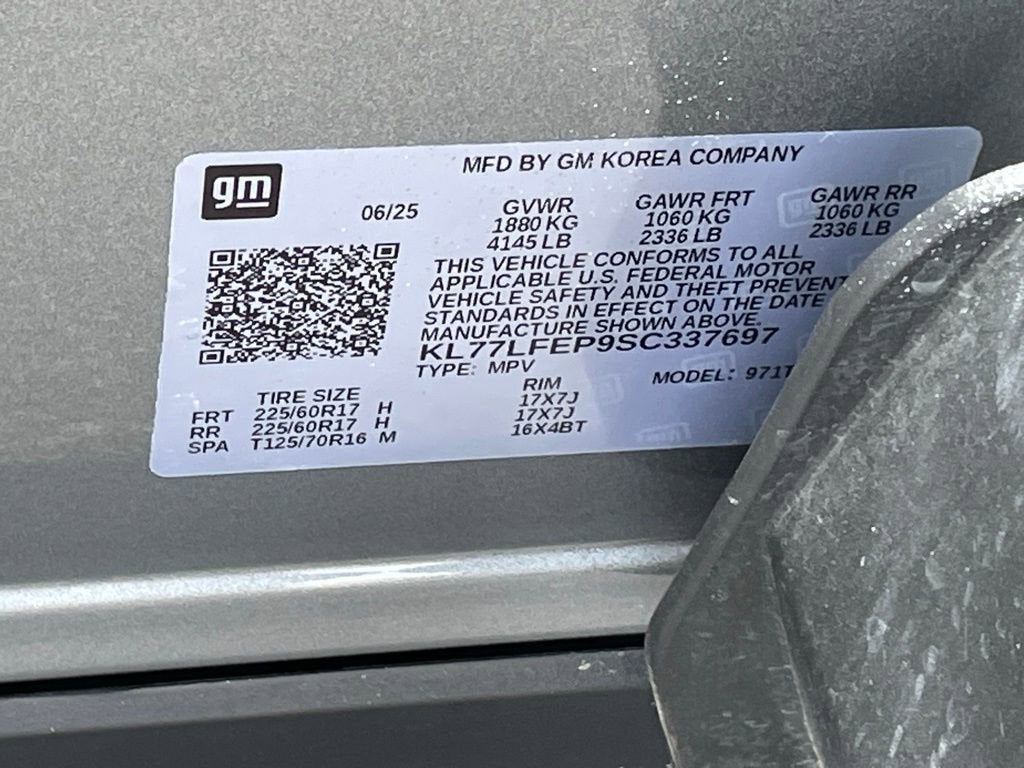 gm
MFD BY GM KOREA COMPANY
06/25
GVWR GAWR FRT GAWR RR
1880 KG 1060 KG 1060 KG
4145 LB 2336 LB 2336 LB
THIS VEHICLE CONFORMS TO ALL
APPLICABLE U.S. FEDERAL MOTOR
VEHICLE SAFETY AND THEFT PREVENT
STANDARDS IN EFFECT ON THE DATE
MANUFACTURE SHOWN ABOVE.
KL77LFEP9SC337697
TYPE: MPV MODEL: 971T
TIRE SIZE RIM
FRT 225/60R17 H 17X7J
RR 225/60R17 H 17X7J
SPA T125/70R16 M 16X4BT